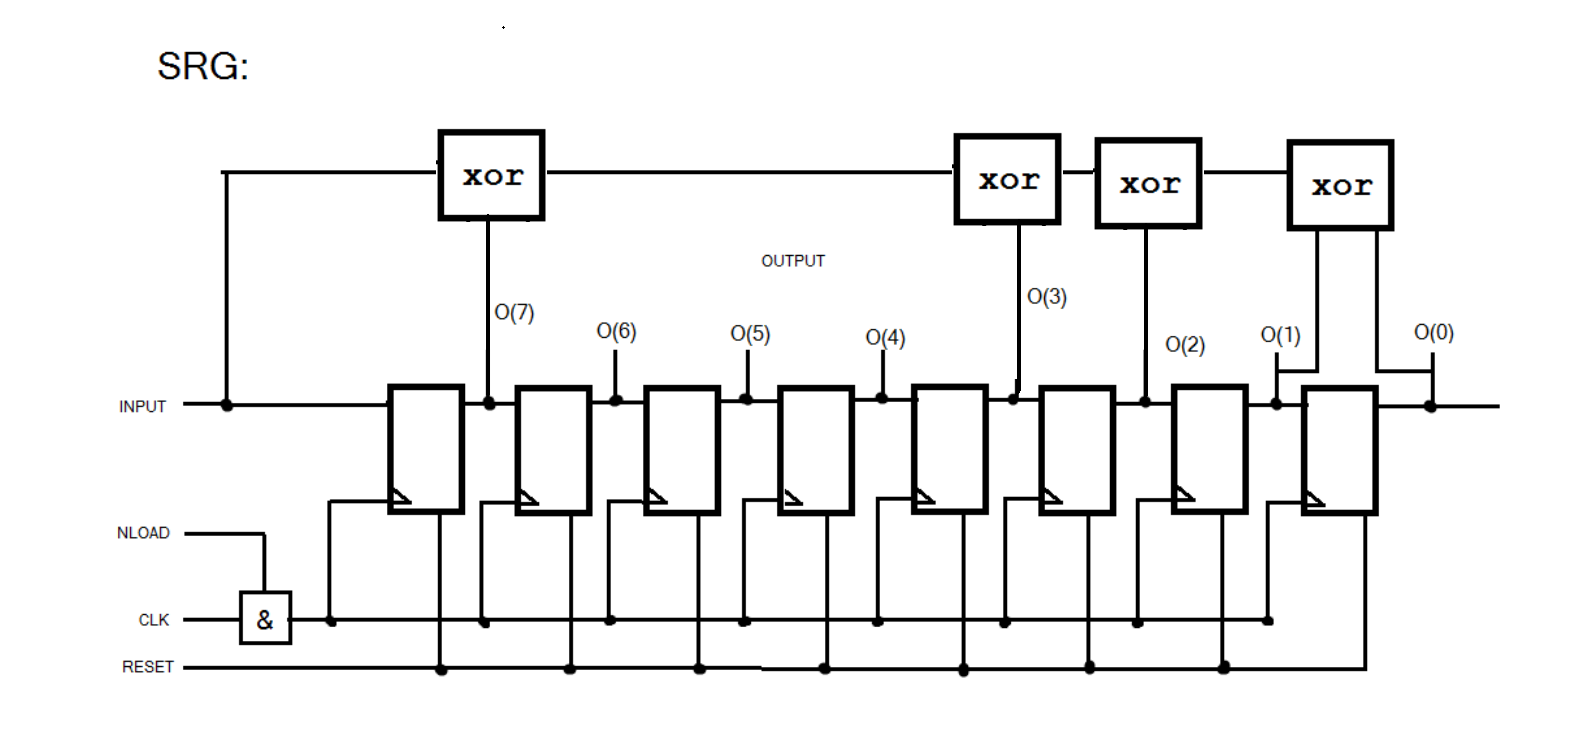 SRG:
xor
xor
xor
xor
OUTPUT
O(7)
O(6)
O(5)
O(4)
O(3)
O(2)
O(1)
O(0)
INPUT
NLOAD
CLK
&
RESET